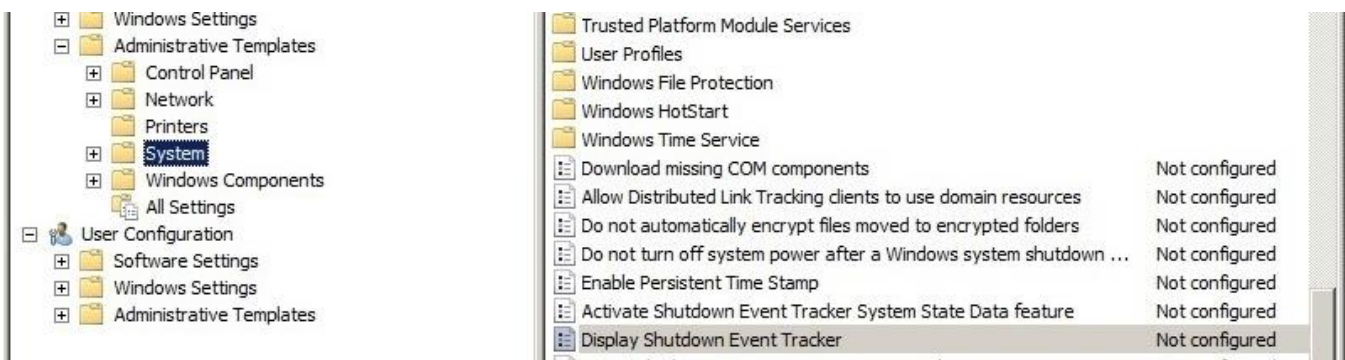 Windows Settings
Administrative Templates
Control Panel
Network
Printers
System
Windows Components
All Settings
User Configuration
Software Settings
Windows Settings
Administrative Templates
Trusted Platform Module Services
User Profiles
Windows File Protection
Windows HotStart
Windows Time Service
Download missing COM components Not configured
Allow Distributed Link Tracking clients to use domain resources Not configured
Do not automatically encrypt files moved to encrypted folders Not configured
Do not turn off system power after a Windows system shutdown ... Not configured
Enable Persistent Time Stamp Not configured
Activate Shutdown Event Tracker System State Data feature Not configured
Display Shutdown Event Tracker Not configured